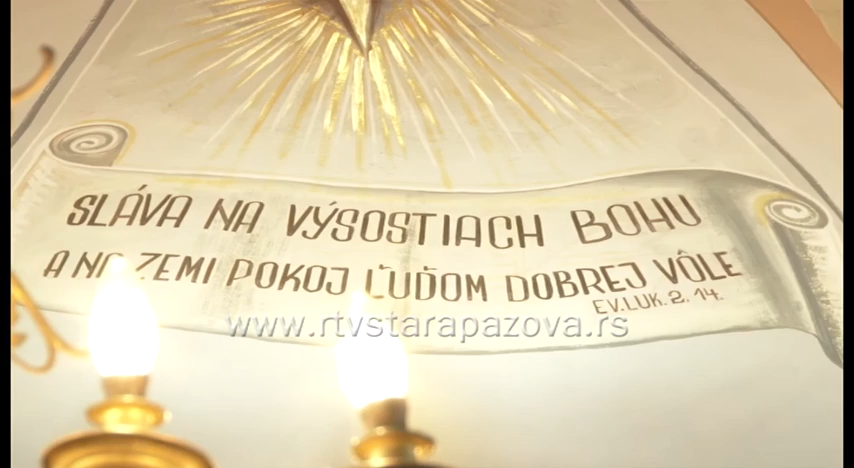 SLÁVA NA VÝSOSTIACH BOHU
A NA ZEMI POKOJ ĽUĎOM DOBREJ VÔLE
EV.LUK. 2. 14.
www.rtvstarapazova.rs